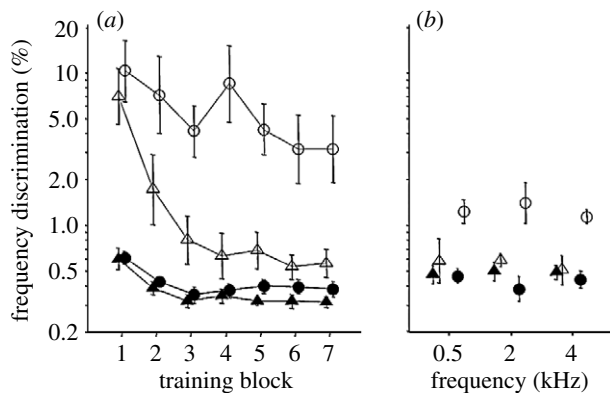 (a)
(b)
frequency discrimination (%)
20
10
5.0
2.0
1.0
0.5
0.2
1 2 3 4 5 6 7
training block
0.5 2 4
frequency (kHz)